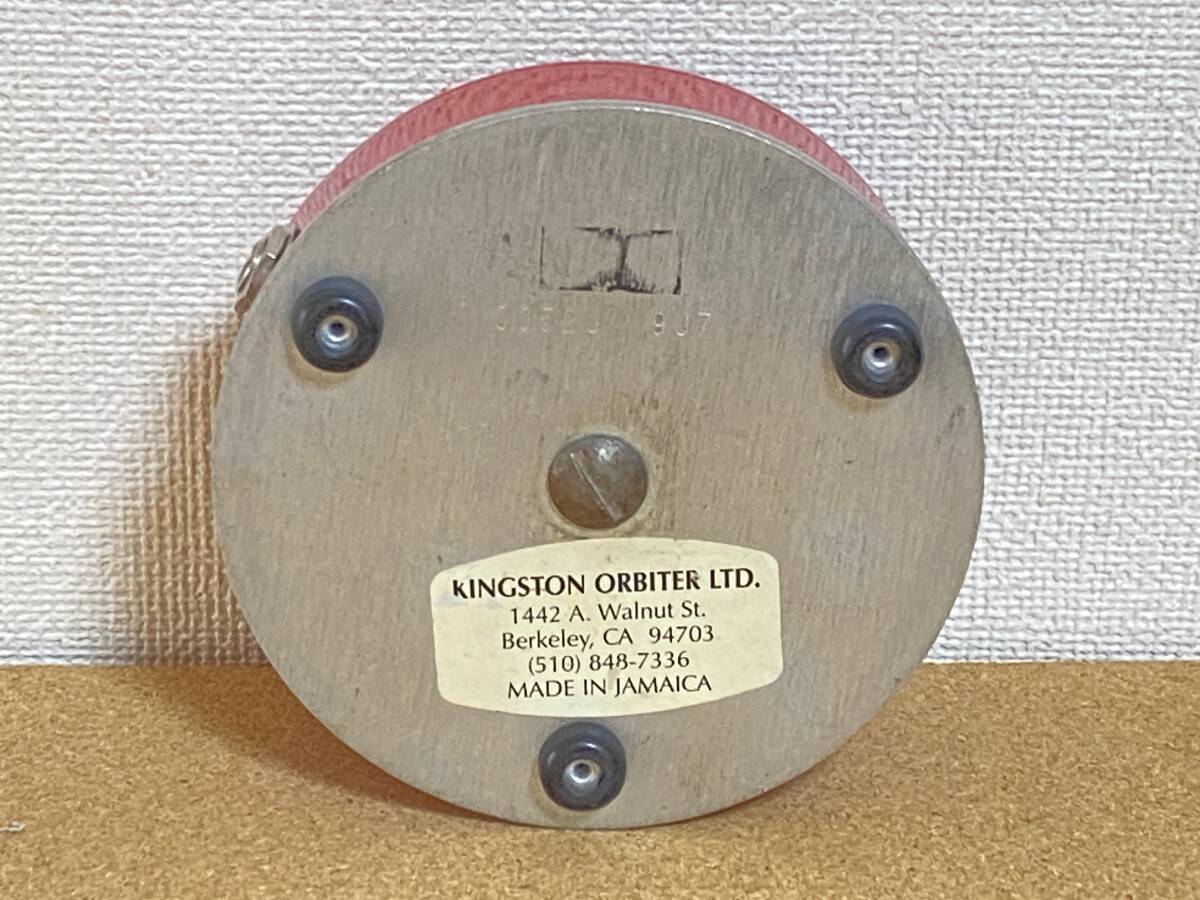 KINGSTON ORBITER LTD.
1442 A. Walnut St.
Berkeley, CA 94703
(510) 848-7336
MADE IN JAMAICA